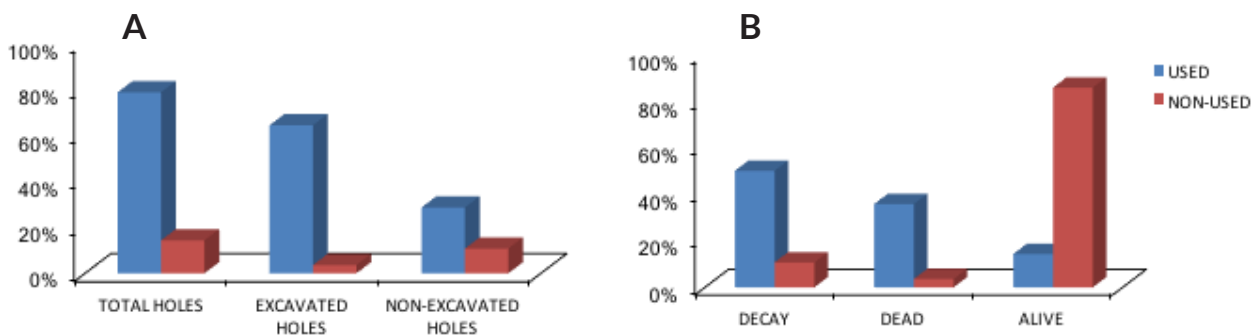 A
100%
80%
60%
40%
20%
0%
TOTAL HOLES
EXCAVATED
HOLES
NON-EXCAVATED
HOLES
B
100%
80%
60%
40%
20%
0%
DECAY
DEAD
ALIVE
USED
NON-USED